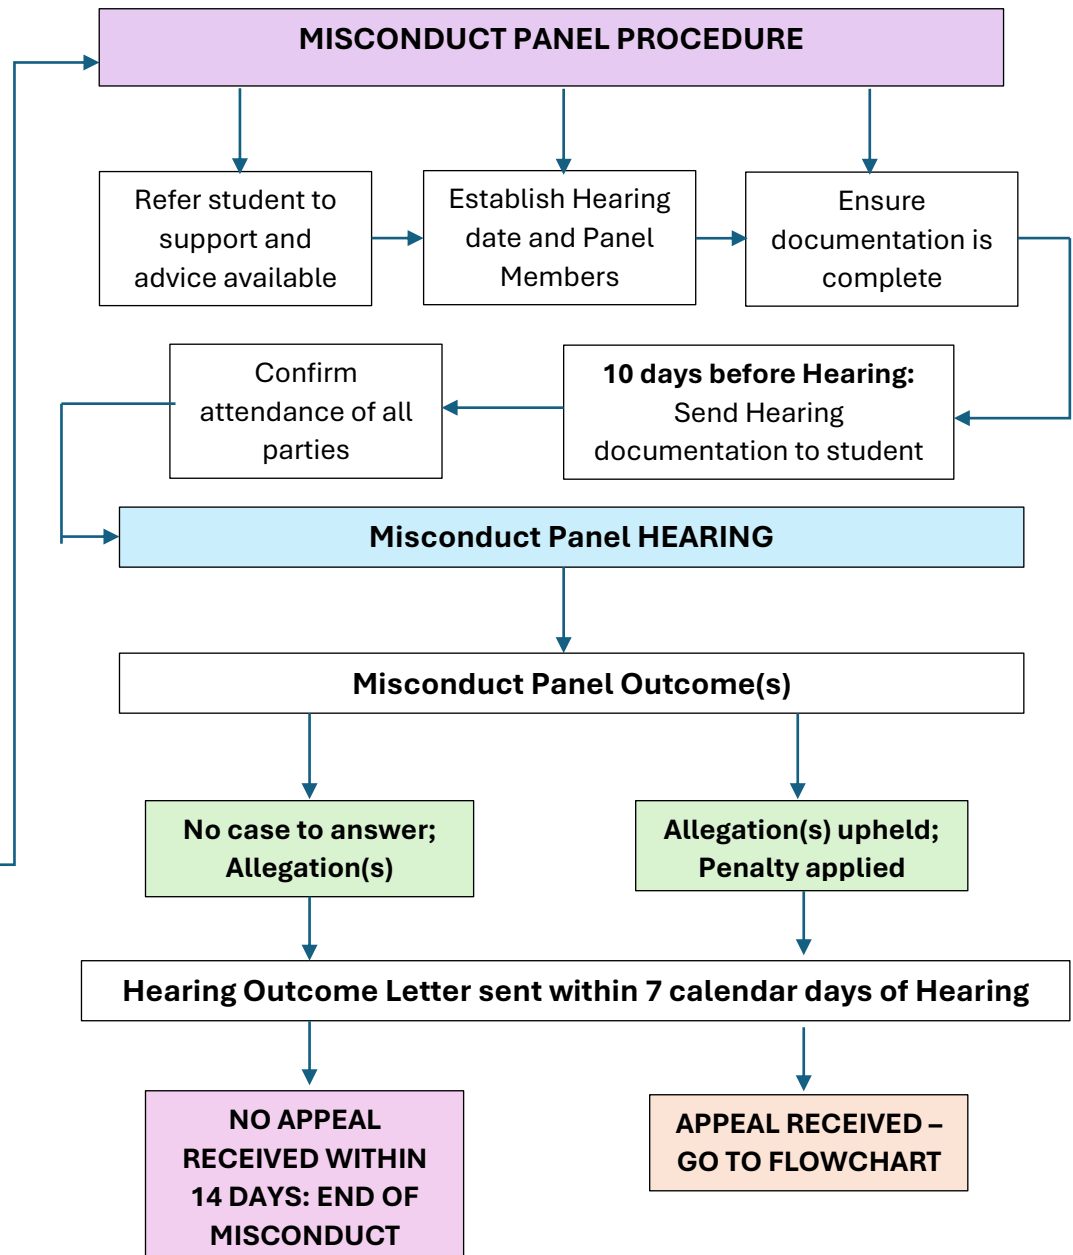 MISCONDUCT PANEL PROCEDURE
Refer student to
support and
advice available
Establish Hearing
date and Panel
Members
Ensure
documentation is
complete
10 days before Hearing:
Send Hearing
documentation to student
Confirm
attendance of all
parties
Misconduct Panel HEARING
Misconduct Panel Outcome(s)
No case to answer;
Allegation(s)
Allegation(s) upheld;
Penalty applied
Hearing Outcome Letter sent within 7 calendar days of Hearing
NO APPEAL
RECEIVED WITHIN
14 DAYS: END OF
MISCONDUCT
APPEAL RECEIVED –
GO TO FLOWCHART